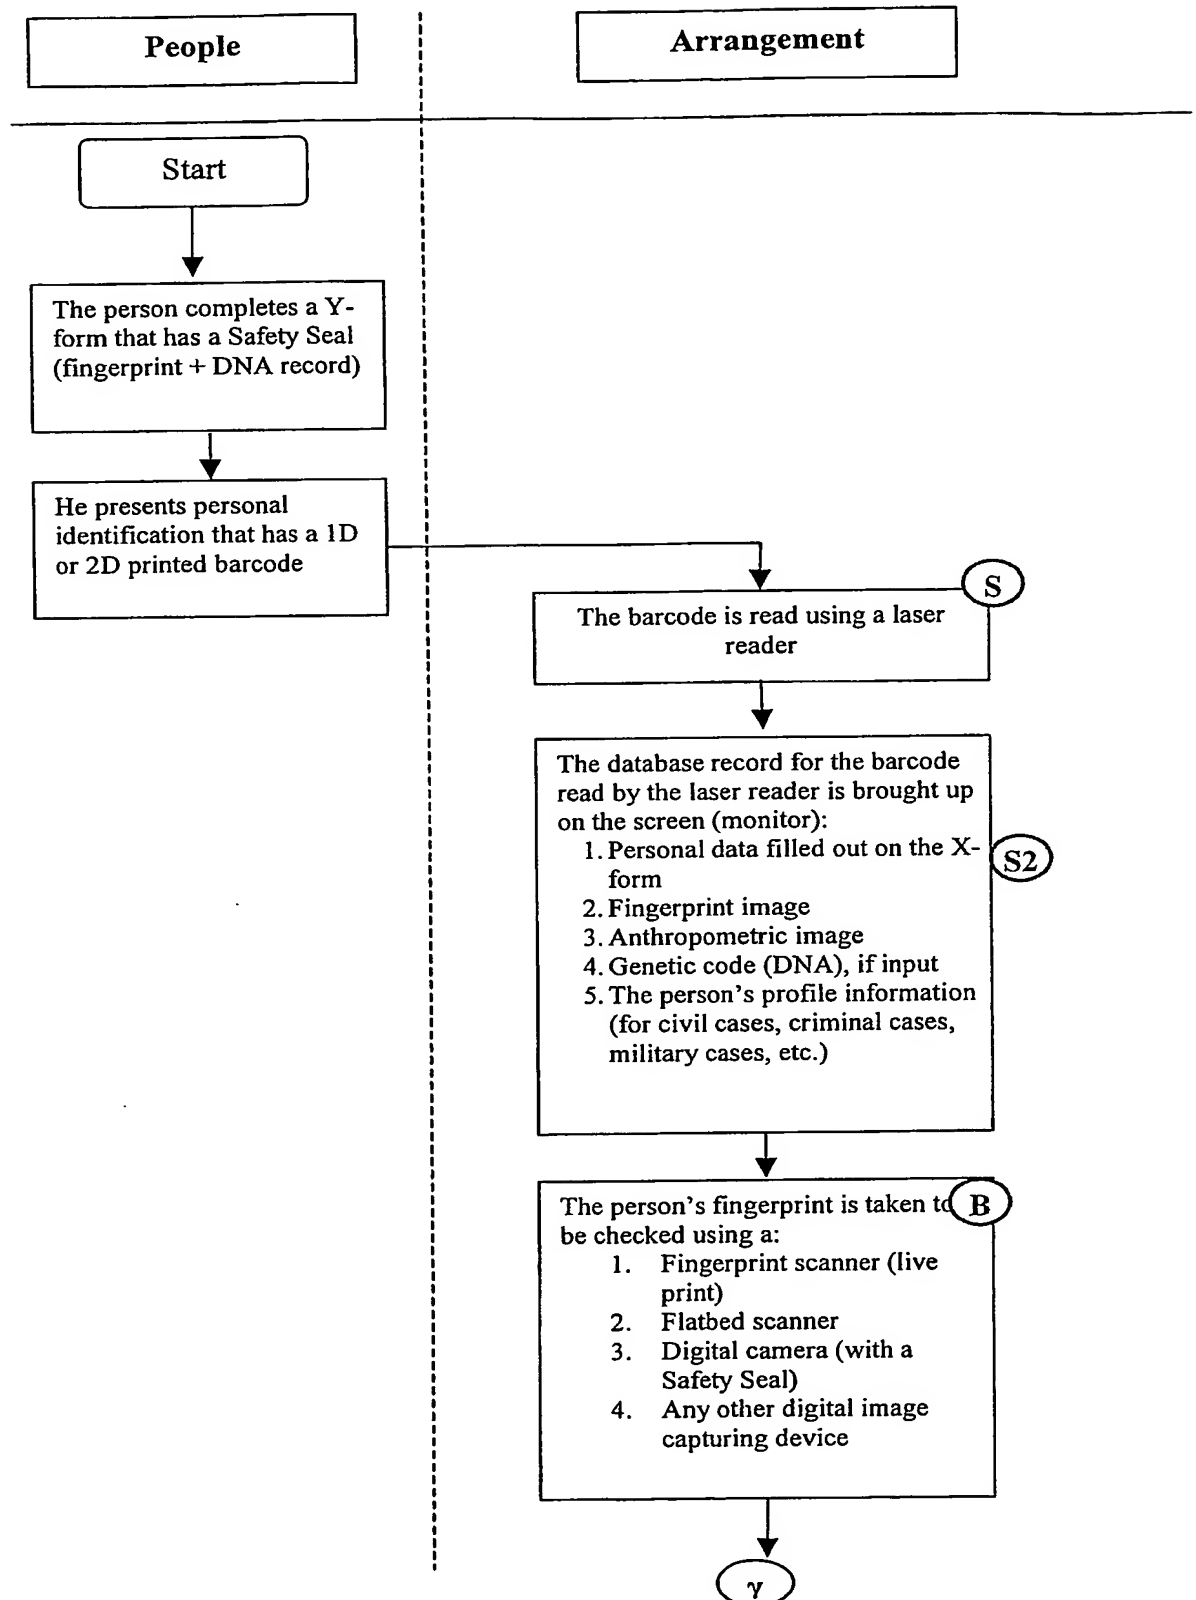 People
Arrangement
Start
The person completes a Y-
form that has a Safety Seal
(fingerprint + DNA record)
He presents personal
identification that has a 1D
or 2D printed barcode
S
The barcode is read using a laser
reader
The database record for the barcode
read by the laser reader is brought up
on the screen (monitor):
1. Personal data filled out on the X-
form
2. Fingerprint image
3. Anthropometric image
4. Genetic code (DNA), if input
5. The person's profile information
(for civil cases, criminal cases,
military cases, etc.)
S2
The person's fingerprint is taken to
be checked using a:
B
1. Fingerprint scanner (live
print)
2. Flatbed scanner
3. Digital camera (with a
Safety Seal)
4. Any other digital image
capturing device
γ